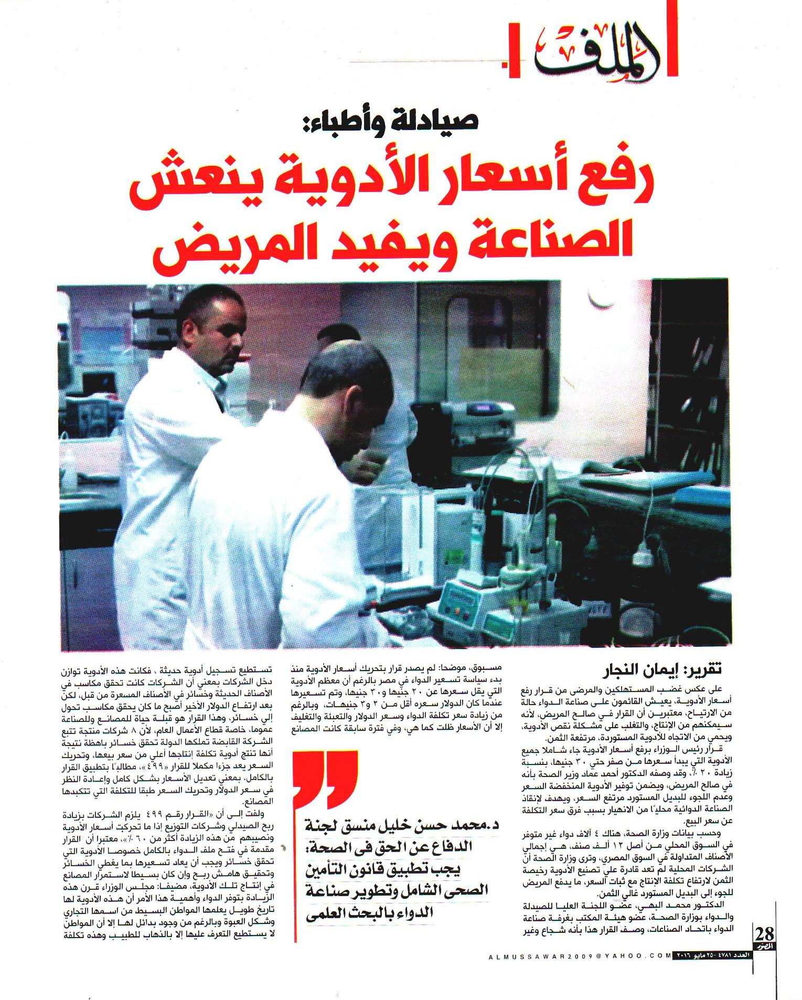 الملف
صيادلة وأطباء:
رفع أسعار الأدوية ينعش
الصناعة ويفيد المريض
تقرير: إيمان النجار
على عكس غضب المستهلكين والمرضى من قرار رفع
أسعار الأدوية، يعيش القائمون على صناعة الدواء حالة
من الارتياح، معتبرين أن القرار في صالح المريض، لأنه
سيمكنهم من الإنتاج، والتغلب على مشكلة نقص الأدوية،
ويحمي من الاتجاه للأدوية المستوردة، مرتفعة الثمن.
قرار رئيس الوزراء برفع أسعار الأدوية جاء شاملا جميع
الأدوية التي يبدأ سعرها من صفر حتي ٣٠ جنيها، بنسبة
زيادة ٢٠ ٪، وقد وصفه الدكتور أحمد عماد وزير الصحة بأنه
في صالح المريض، ويضمن توفير الأدوية المنخفضة السعر
وعدم اللجوء للبديل المستورد مرتفع السعر، ويهدف لإنقاذ
الصناعة الدوائية محليًا من الانهيار بسبب فرق سعر التكلفة
عن سعر البيع.
وحسب بيانات وزارة الصحة، هناك ٤ آلاف دواء غير متوفر
في السوق المحلي من أصل ١٢ ألف صنف، هي إجمالي
الأصناف المتداولة في السوق المصري، وترى وزارة الصحة أن
الشركات المحلية لم تعد قادرة علي تصنيع الأدوية رخيصة
الثمن لارتفاع تكلفة الإنتاج مع ثبات السعر، ما يدفع المريض
للجوء إلى البديل المستورد غالي الثمن.
الدكتور محمد البهي، عضو اللجنة العليا للصيدلة
والدواء بوزارة الصحة، عضو هيئة المكتب بغرفة صناعة
الدواء باتحاد الصناعات، وصف القرار هذا بأنه شجاع وغير
مسبوق، موضحا: لم يصدر قرار بتحريك أسعار الأدوية منذ
بدء سياسة تسعير الدواء في مصر بالرغم أن معظم الأدوية
التي يقل سعرها عن ٢٠ جنيها و٣٠ جنيها، وتم تسعيرها
عندما كان الدولار سعره أقل من ٢ و٣ جنيهات، وبالرغم
من زيادة سعر تكلفة الدواء وسعر الدولار والتعبئة والتغليف
إلا أن الأسعار ظلت كما هي، وفي فترة سابقة كانت المصانع
د.محمد حسن خليل منسق لجنة
الدفاع عن الحق فى الصحة:
يجب تطبيق قانون التأمين
الصحى الشامل وتطوير صناعة
الدواء بالبحث العلمى
تستطيع تسجيل أدوية حديثة ، فكانت هذه الأدوية توازن
دخل الشركات بمعني أن الشركات كانت تحقق مكاسب في
الأصناف الحديثة وخسائر في الأصناف المسعرة من قبل، لكن
بعد ارتفاع الدولار الأخير أصبح ما كان يحقق مكاسب تحول
إلي خسائر، وهذا القرار هو قبلة حياة للمصانع وللصناعة
عموما، خاصة قطاع الأعمال العام، لأن ٨ شركات منتجة تتبع
الشركة القابضة تملكها الدولة تحقق خسائر باهظة نتيجة
أنها تنتج أدوية تكلفة إنتاجها أعلي من سعر بيعها، وتحريك
السعر يعد جزءا مكملا للقرار «٤٩٩»، مطالبًا بتطبيق القرار
بالكامل، بمعني تعديل الأسعار بشكل كامل وإعادة النظر
في سعر الدولار وتحريك السعر طبقا للتكلفة التي تتكبدها
المصانع.
ولفت إلى أن «القرار رقم ٤٩٩ يلزم الشركات بزيادة
ربح الصيدلي وشركات التوزيع إذا ما تحركت أسعار الأدوية
ونصيبهم من هذه الزيادة أكثر من ٦٠ ٪»، معتبرا أن القرار
مقدمة في فتح ملف الدواء بالكامل خصوصا الأدوية التي
تحقق خسائر ويجب أن يعاد تسعيرها بما يغطي الخسائر
وتحقيق هامش ربح وإن كان بسيطا لاستمرار المصانع
في إنتاج تلك الأدوية، مضيفا: مجلس الوزراء قرن هذه
الزيادة بتوفر الدواء وأهمية هذا الأمر أن هذه الأدوية لها
تاريخ طويل يعلمها المواطن البسيط من اسمها التجاري
وشكل العبوة وبالرغم من وجود بدائل لها إلا أن المواطن
لا يستطيع التعرف عليها إلا بالذهاب للطبيب وهذه تكلفة
28
المصور
العدد ٤٧٨١ -٢٥ مايو ٢٠١٦
ALMUSSAWAR2009@YAHOO.COM